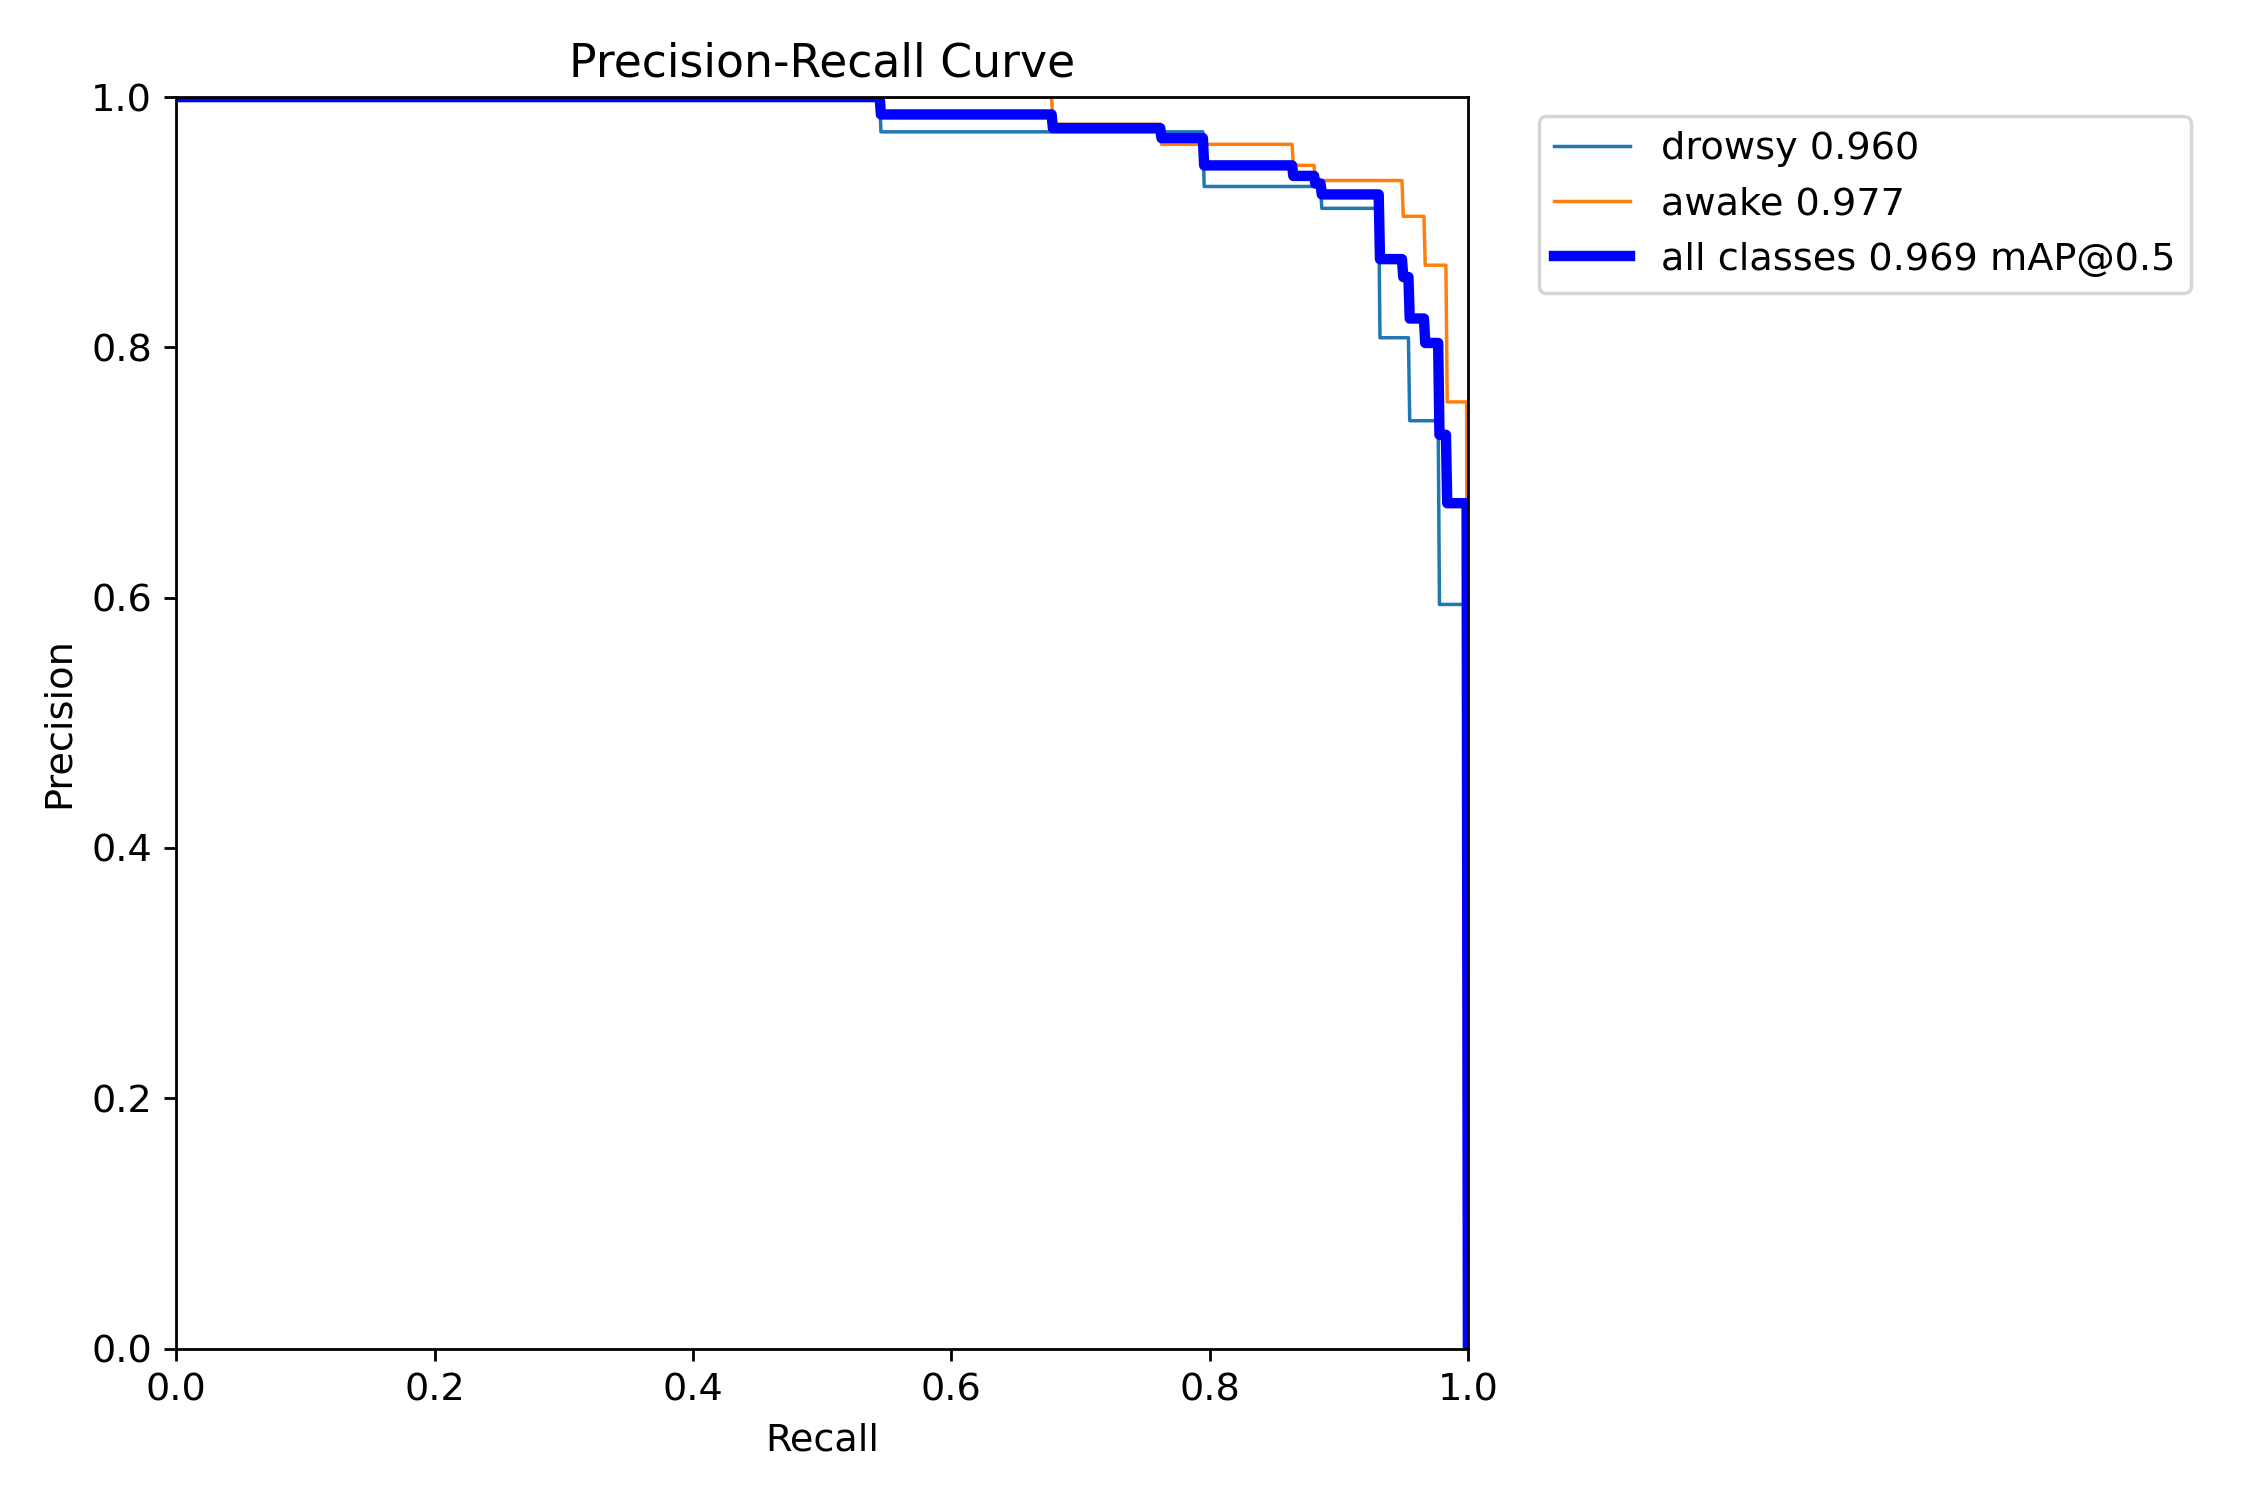 Precision-Recall Curve
1.0
0.8
0.6
0.4
0.2
0.0
Precision
0.0 0.2 0.4 0.6 0.8 1.0
Recall
drowsy 0.960
awake 0.977
all classes 0.969 mAP@0.5